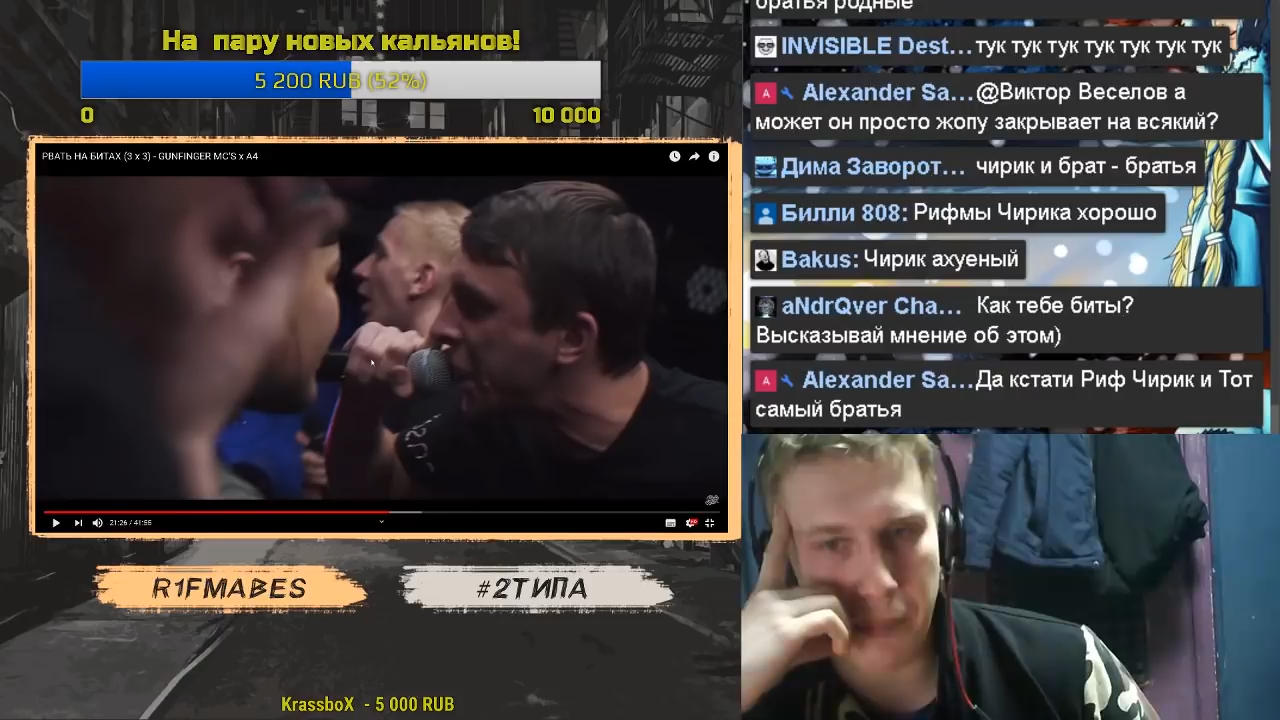 На пару новых кальянов!
5 200 RUB (52%)
0
10 000
РВАТЬ НА БИТАХ (3 x 3) - GUNFINGER MC'S x A4
21:26 / 41:55
R1FMABES
#2ТИПА
KrassboX - 5 000 RUB
братья родные
INVISIBLE Dest… тук тук тук тук тук тук тук
Alexander Sa… @Виктор Веселов а
может он просто жопу закрывает на всякий?
Дима Заворот… чирик и брат - братья
Билли 808: Рифмы Чирика хорошо
Bakus: Чирик ахуеный
aNdrQver Cha… Как тебе биты?
Высказывай мнение об этом)
Alexander Sa… Да кстати Риф Чирик и Тот
самый братья